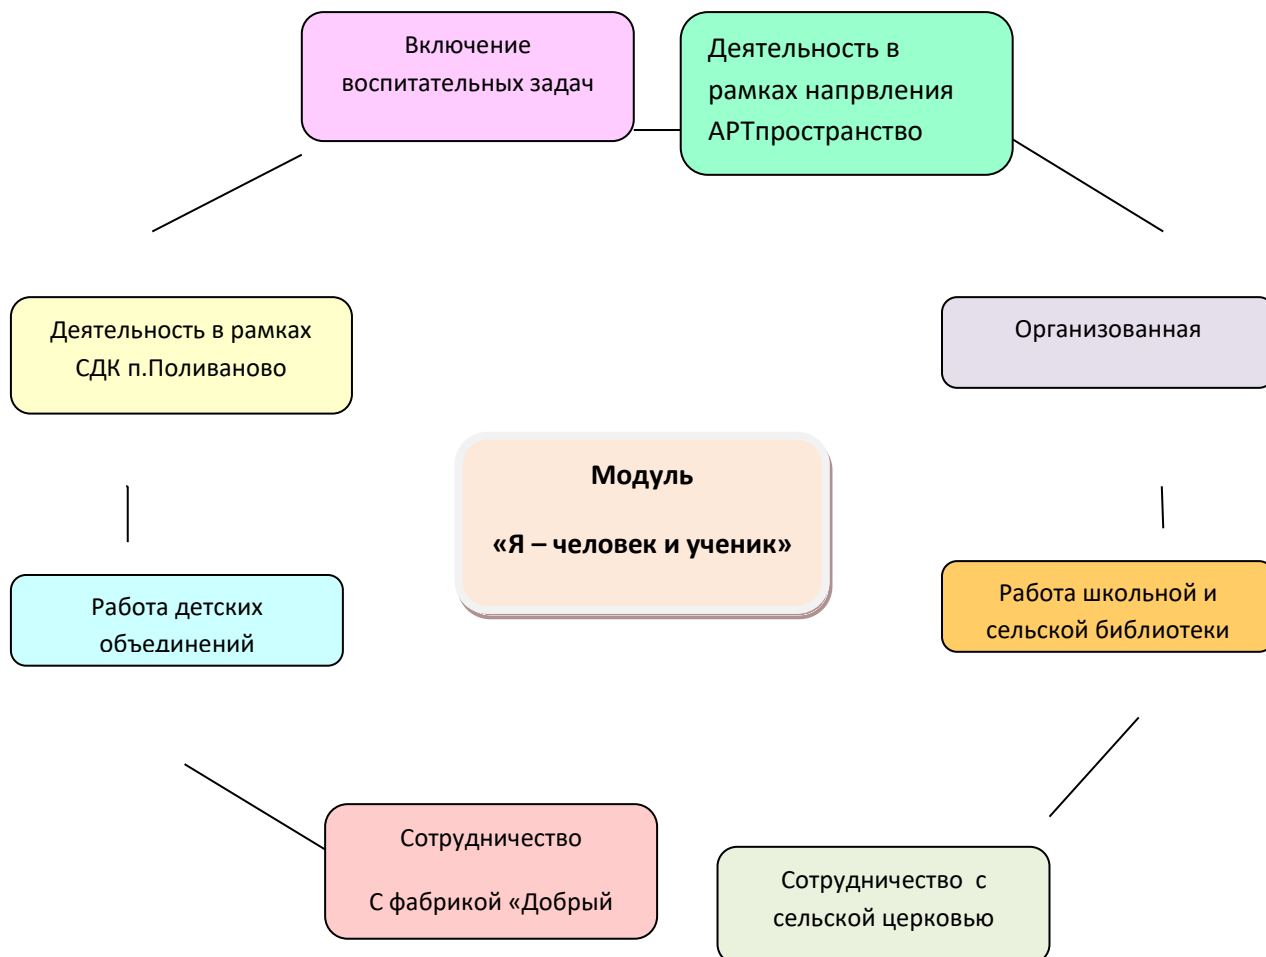 Включение
воспитательных задач
Деятельность в
рамках напрвления
АРТпространство
Деятельность в рамках
СДК п.Поливаново
Организованная
Модуль
«Я – человек и ученик»
Работа детских
объединений
Работа школьной и
сельской библиотеки
Сотрудничество
С фабрикой «Добрый
Сотрудничество с
сельской церковью